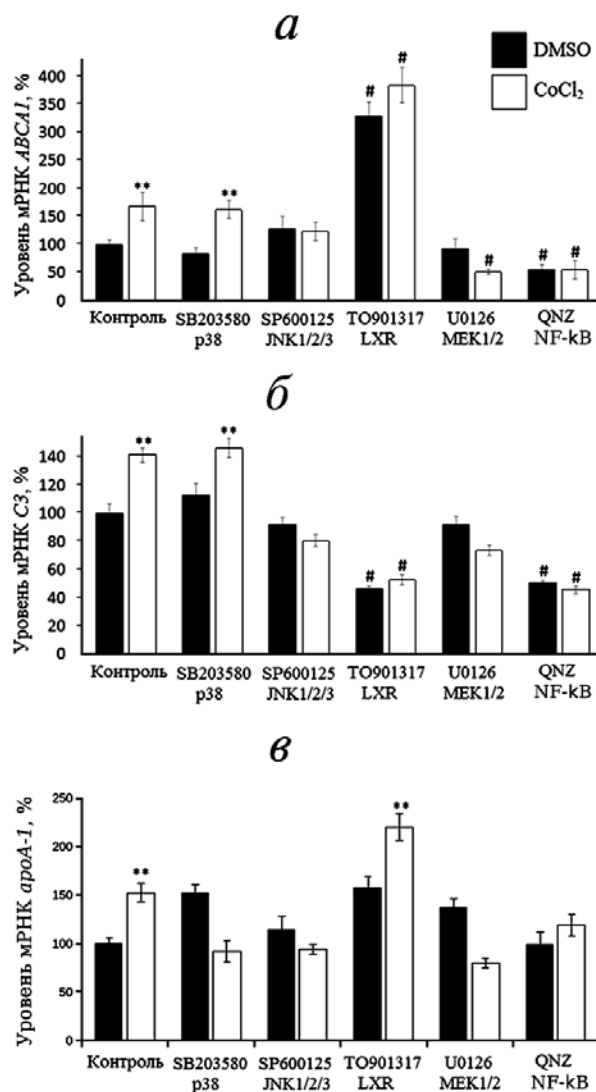 а
DMSO
CoCl₂
Уровень мРНК ABCA1, %
400
350
300
250
200
150
100
50
0
**
**
#
#
#
#
#
Контроль
SB203580
p38
SP600125
JNK1/2/3
TO901317
LXR
U0126
MEK1/2
QNZ
NF-kB
б
Уровень мРНК C3, %
140
120
100
80
60
40
20
0
**
**
#
#
#
#
Контроль
SB203580
p38
SP600125
JNK1/2/3
TO901317
LXR
U0126
MEK1/2
QNZ
NF-kB
в
Уровень мРНК apoA-1, %
250
200
150
100
50
0
**
**
Контроль
SB203580
p38
SP600125
JNK1/2/3
TO901317
LXR
U0126
MEK1/2
QNZ
NF-kB